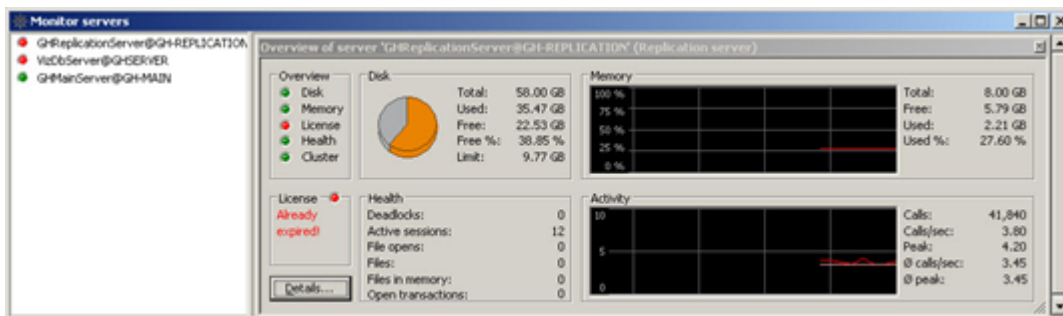 Monitor servers
GHReplicationServer@GH-REPLICATION
VizDbServer@GHSERVER
GHMainServer@GH-MAIN
Overview of server 'GHReplicationServer@GH-REPLICATION' (Replication server)
Overview
Disk
Memory
License
Health
Cluster
Disk
Total: 58.00 GB
Used: 35.47 GB
Free: 22.53 GB
Free %: 38.85 %
Limit: 9.77 GB
Memory
100 %
75 %
50 %
25 %
0 %
Total: 8.00 GB
Free: 5.79 GB
Used: 2.21 GB
Used %: 27.60 %
License
Already
expired!
Details...
Health
Deadlocks: 0
Active sessions: 12
File opens: 0
Files: 0
Files in memory: 0
Open transactions: 0
Activity
10
5
0
Calls: 41,840
Calls/sec: 3.80
Peak: 4.20
Ø calls/sec: 3.45
Ø peak: 3.45